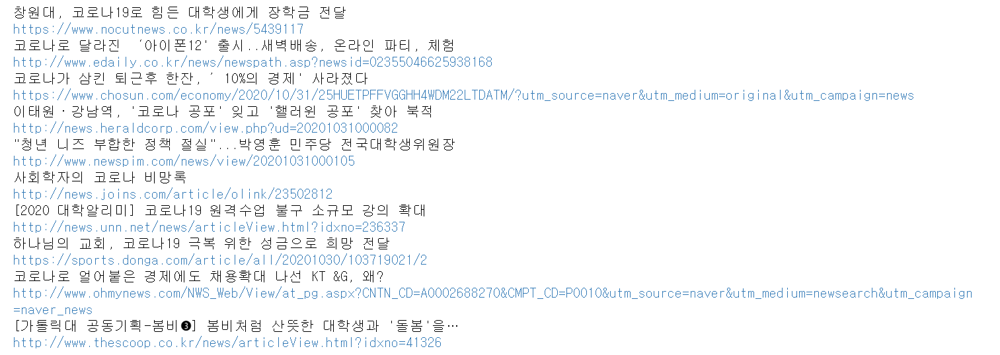 창원대, 코로나19로 힘든 대학생에게 장학금 전달
https://www.nocutnews.co.kr/news/5439117
코로나로 달라진 ´아이폰12' 출시..새벽배송, 온라인 파티, 체험
http://www.edaily.co.kr/news/newspath.asp?newsid=02355046625938168
코로나가 삼킨 퇴근후 한잔, ´ 10%의 경제' 사라졌다
https://www.chosun.com/economy/2020/10/31/25HUETPFFVGGHH4WDM22LTDATM/?utm_source=naver&utm_medium=original&utm_campaign=news
이태원·강남역, '코로나 공포' 잊고 '핼러윈 공포' 찾아 북적
http://news.heraldcorp.com/view.php?ud=20201031000082
"청년 니즈 부합한 정책 절실"...박영훈 민주당 전국대학생위원장
http://www.newspim.com/news/view/20201031000105
사회학자의 코로나 비망록
http://news.joins.com/article/olink/23502812
[2020 대학알리미] 코로나19 원격수업 불구 소규모 강의 확대
http://news.unn.net/news/articleView.html?idxno=236337
하나님의 교회, 코로나19 극복 위한 성금으로 희망 전달
https://sports.donga.com/article/all/20201030/103719021/2
코로나로 얼어붙은 경제에도 채용확대 나선 KT &G, 왜?
http://www.ohmynews.com/NWS_Web/View/at_pg.aspx?CNTN_CD=A0002688270&CMPT_CD=P0010&utm_source=naver&utm_medium=newsearch&utm_campaign
=naver_news
[가톨릭대 공동기획-봄비❸] 봄비처럼 산뜻한 대학생과 '돌봄'을…
http://www.thescoop.co.kr/news/articleView.html?idxno=41326